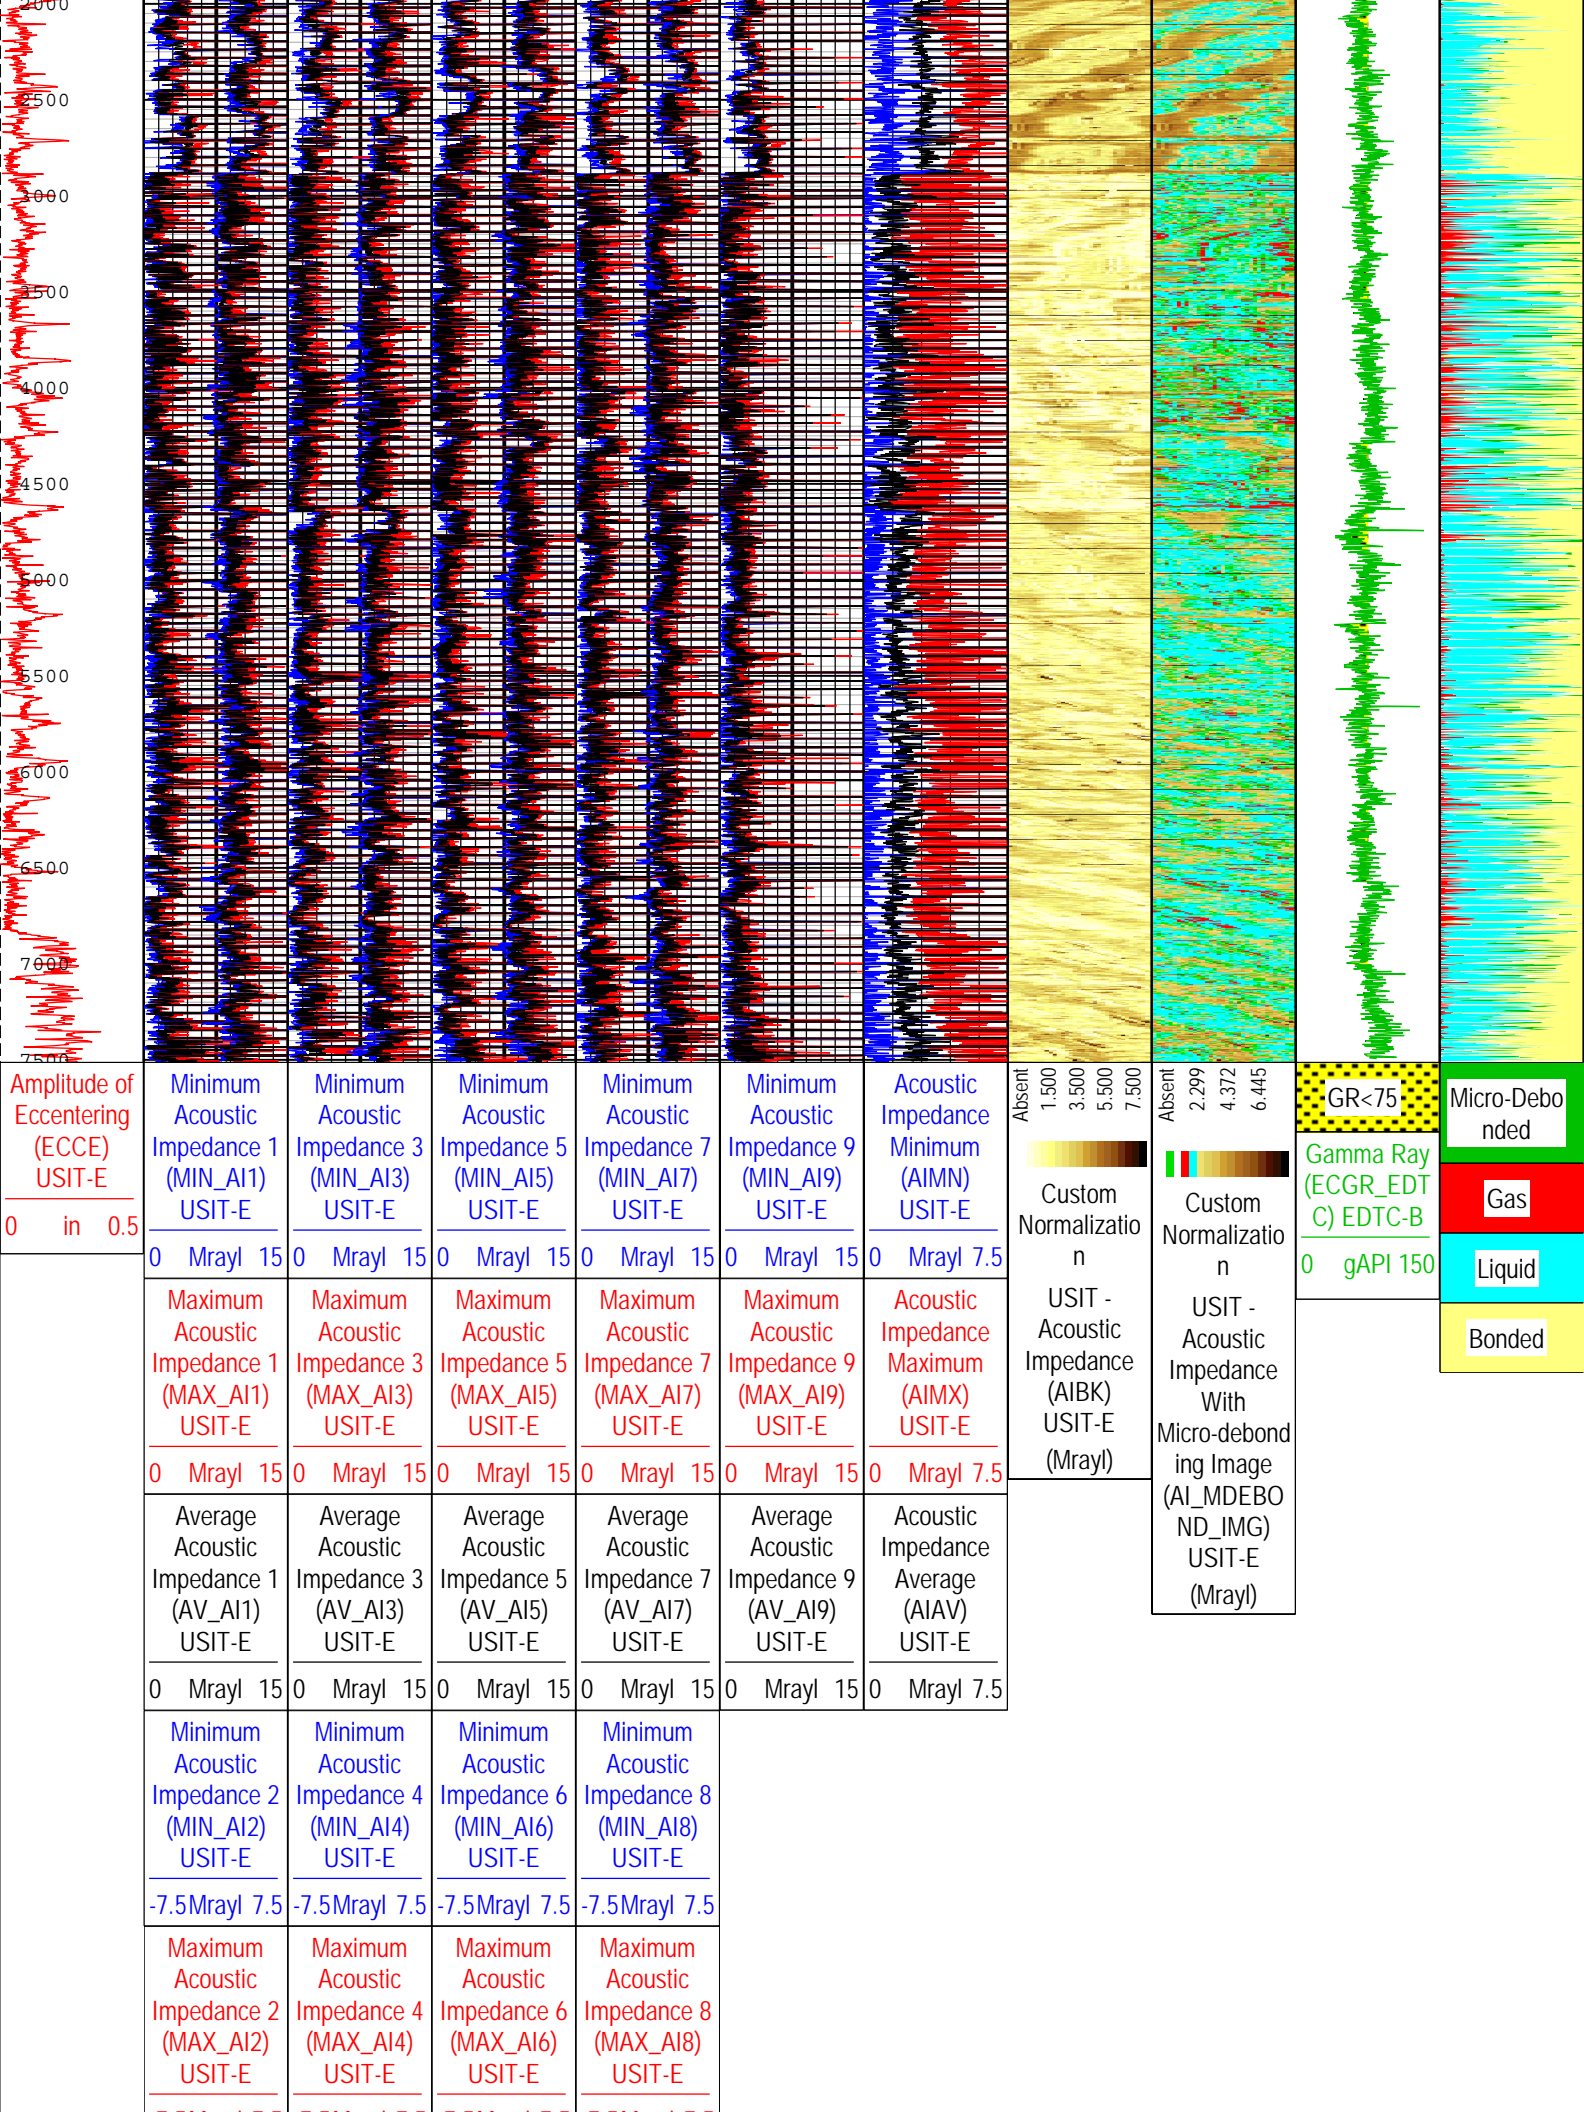 2000
2500
3000
3500
4000
4500
5000
5500
6000
6500
7000
7500
Amplitude of
Eccentering
(ECCE)
USIT-E
0 in 0.5
Minimum
Acoustic
Impedance 1
(MIN_AI1)
USIT-E
0 Mrayl 15
Maximum
Acoustic
Impedance 1
(MAX_AI1)
USIT-E
0 Mrayl 15
Average
Acoustic
Impedance 1
(AV_AI1)
USIT-E
0 Mrayl 15
Minimum
Acoustic
Impedance 2
(MIN_AI2)
USIT-E
-7.5 Mrayl 7.5
Maximum
Acoustic
Impedance 2
(MAX_AI2)
USIT-E
Minimum
Acoustic
Impedance 3
(MIN_AI3)
USIT-E
0 Mrayl 15
Maximum
Acoustic
Impedance 3
(MAX_AI3)
USIT-E
0 Mrayl 15
Average
Acoustic
Impedance 3
(AV_AI3)
USIT-E
0 Mrayl 15
Minimum
Acoustic
Impedance 4
(MIN_AI4)
USIT-E
-7.5 Mrayl 7.5
Maximum
Acoustic
Impedance 4
(MAX_AI4)
USIT-E
Minimum
Acoustic
Impedance 5
(MIN_AI5)
USIT-E
0 Mrayl 15
Maximum
Acoustic
Impedance 5
(MAX_AI5)
USIT-E
0 Mrayl 15
Average
Acoustic
Impedance 5
(AV_AI5)
USIT-E
0 Mrayl 15
Minimum
Acoustic
Impedance 6
(MIN_AI6)
USIT-E
-7.5 Mrayl 7.5
Maximum
Acoustic
Impedance 6
(MAX_AI6)
USIT-E
Minimum
Acoustic
Impedance 7
(MIN_AI7)
USIT-E
0 Mrayl 15
Maximum
Acoustic
Impedance 7
(MAX_AI7)
USIT-E
0 Mrayl 15
Average
Acoustic
Impedance 7
(AV_AI7)
USIT-E
0 Mrayl 15
Minimum
Acoustic
Impedance 8
(MIN_AI8)
USIT-E
-7.5 Mrayl 7.5
Maximum
Acoustic
Impedance 8
(MAX_AI8)
USIT-E
Minimum
Acoustic
Impedance 9
(MIN_AI9)
USIT-E
0 Mrayl 15
Maximum
Acoustic
Impedance 9
(MAX_AI9)
USIT-E
0 Mrayl 15
Average
Acoustic
Impedance 9
(AV_AI9)
USIT-E
0 Mrayl 15
Acoustic
Impedance
Minimum
(AIMN)
USIT-E
0 Mrayl 7.5
Acoustic
Impedance
Maximum
(AIMX)
USIT-E
0 Mrayl 7.5
Acoustic
Impedance
Average
(AIAV)
USIT-E
0 Mrayl 7.5
Absent
1.500
3.500
5.500
7.500
Custom
Normalizatio
n
USIT -
Acoustic
Impedance
(AIBK)
USIT-E
(Mrayl)
Absent
2.299
4.372
6.445
Custom
Normalizatio
n
USIT -
Acoustic
Impedance
With
Micro-debond
ing Image
(AI_MDEBO
ND_IMG)
USIT-E
(Mrayl)
GR<75
Gamma Ray
(ECGR_EDT
C) EDTC-B
0 gAPI 150
Micro-Debo
nded
Gas
Liquid
Bonded